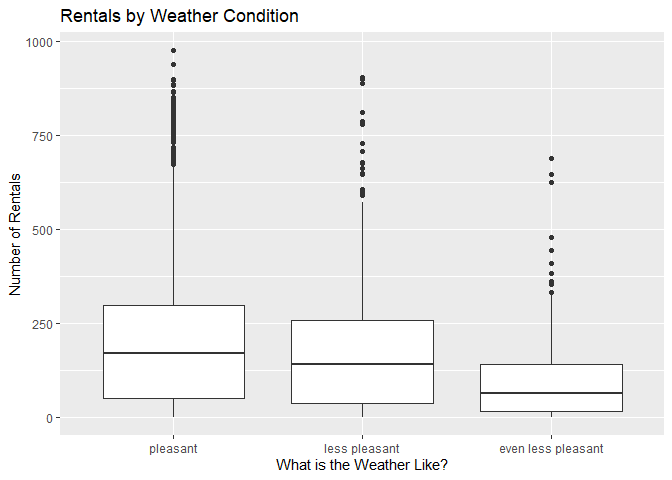 Rentals by Weather Condition
1000
750
500
250
0
Number of Rentals
pleasant
less pleasant
even less pleasant
What is the Weather Like?